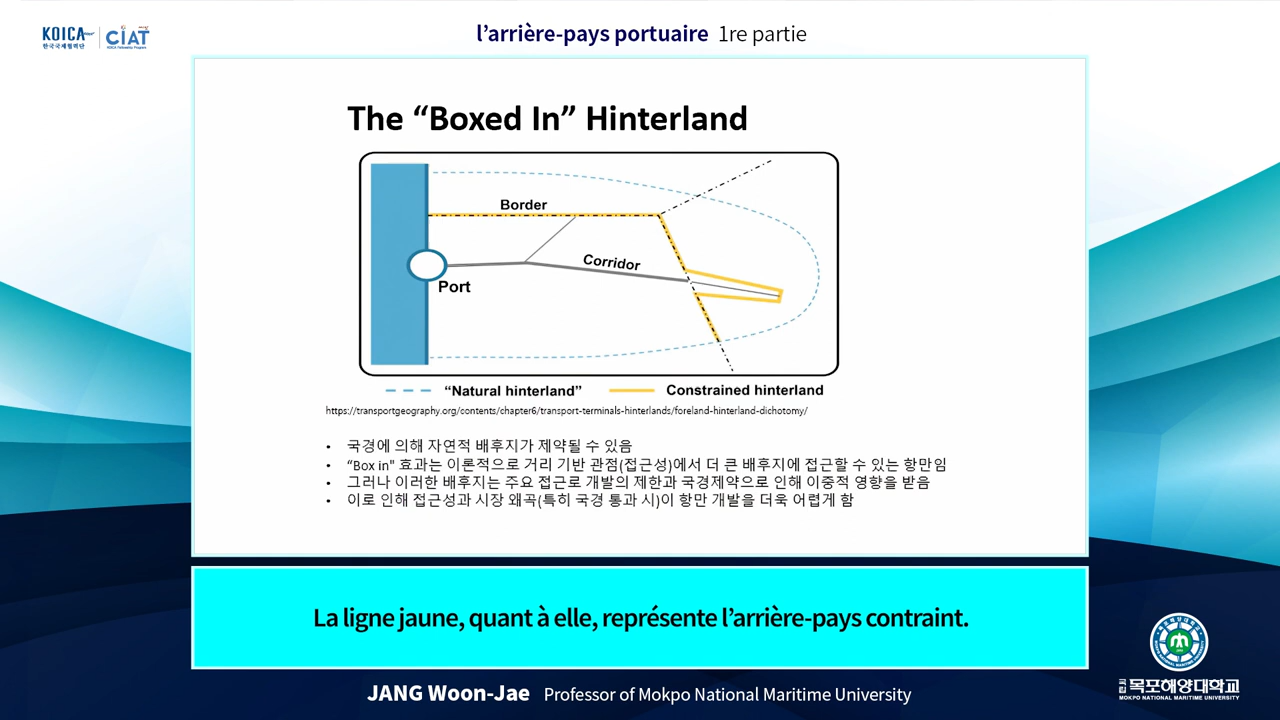 KOICA
한국국제협력단
CIAT
KOICA Fellowship Program
l’arrière-pays portuaire 1re partie
The “Boxed In” Hinterland
Border
Corridor
Port
“Natural hinterland”
Constrained hinterland
https://transportgeography.org/contents/chapter6/transport-terminals-hinterlands/foreland-hinterland-dichotomy/
• 국경에 의해 자연적 배후지가 제약될 수 있음
• “Box in" 효과는 이론적으로 거리 기반 관점(접근성)에서 더 큰 배후지에 접근할 수 있는 항만임
• 그러나 이러한 배후지는 주요 접근로 개발의 제한과 국경제약으로 인해 이중적 영향을 받음
• 이로 인해 접근성과 시장 왜곡(특히 국경 통과 시)이 항만 개발을 더욱 어렵게 함
La ligne jaune, quant à elle, représente l’arrière-pays contraint.
JANG Woon-Jae Professor of Mokpo National Maritime University
국립 목포해양대학교
MOKPO NATIONAL MARITIME UNIVERSITY